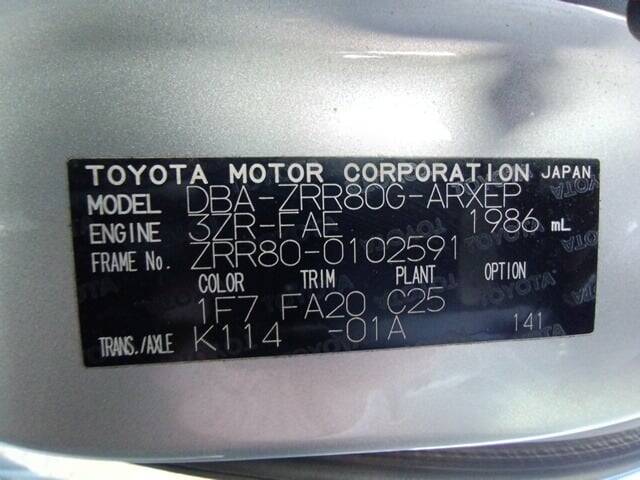 TOYOTA MOTOR CORPORATION JAPAN
MODEL DBA-ZRR80G-ARXEP
ENGINE 3ZR-FAE 1986 mL
FRAME No. ZRR80-0102591
COLOR TRIM PLANT OPTION
1F7 FA20 C25
TRANS./AXLE K114 -01A 141